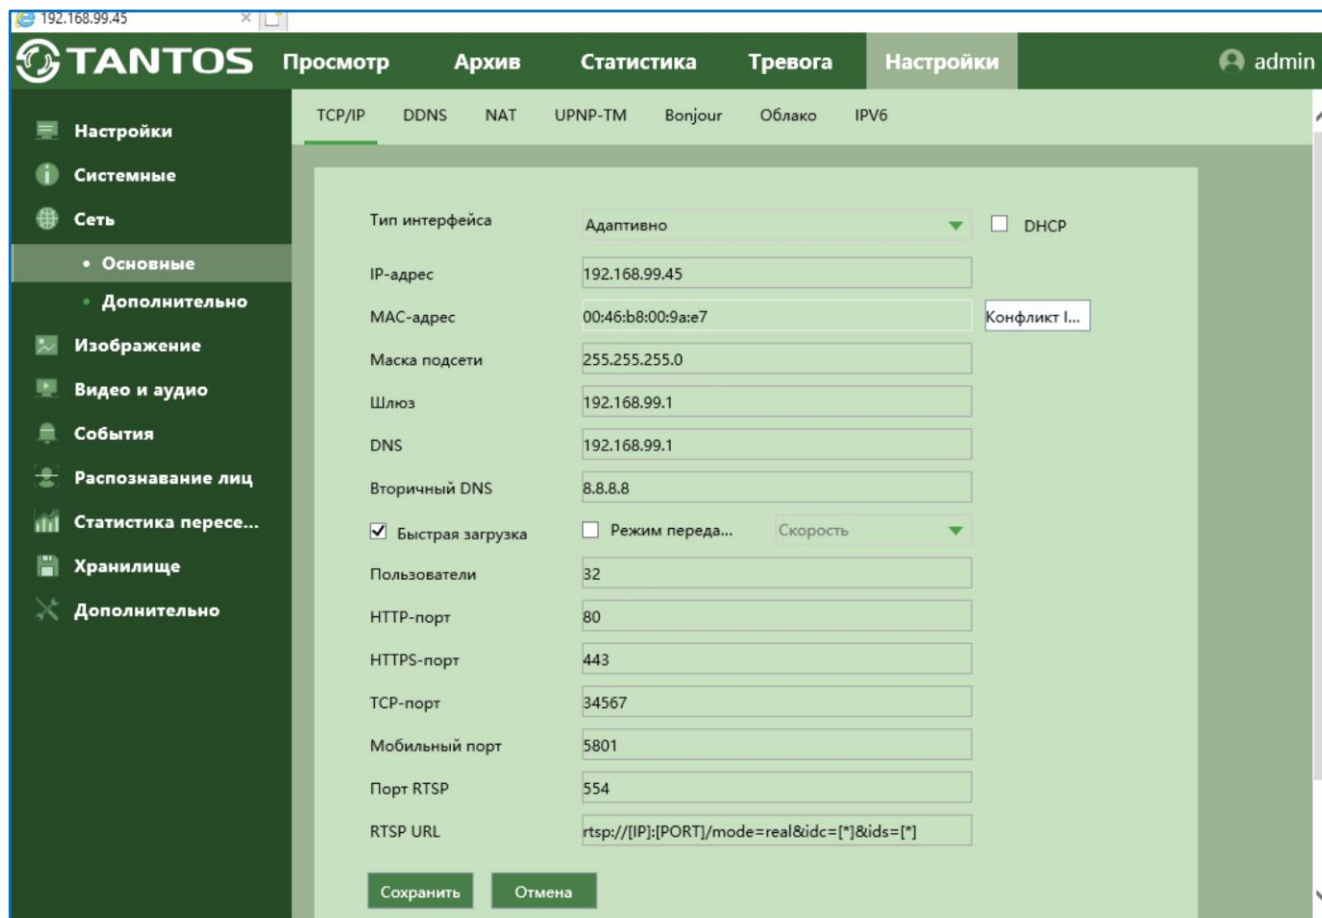 192.168.99.45
TANTOS Просмотр Архив Статистика Тревога Настройки admin
TCP/IP DDNS NAT UPNP-TM Bonjour Облако IPV6
Настройки
Системные
Сеть
Основные
Дополнительно
Изображение
Видео и аудио
События
Распознавание лиц
Статистика пересе...
Хранилище
Дополнительно
Тип интерфейса Адаптивно DHCP
IP-адрес 192.168.99.45
MAC-адрес 00:46:b8:00:9a:e7 Конфликт I...
Маска подсети 255.255.255.0
Шлюз 192.168.99.1
DNS 192.168.99.1
Вторичный DNS 8.8.8.8
Быстрая загрузка Режим переда... Скорость
Пользователи 32
HTTP-порт 80
HTTPS-порт 443
TCP-порт 34567
Мобильный порт 5801
Порт RTSP 554
RTSP URL rtsp://[IP]:[PORT]/mode=real&idc=[*]&ids=[*]
Сохранить Отмена